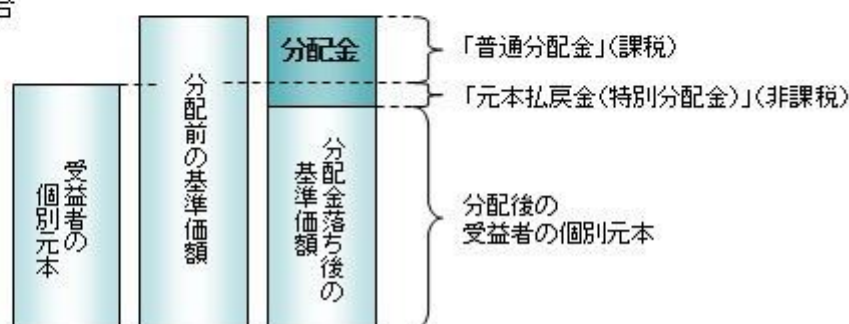 合
分配金
「普通分配金」(課税)
「元本払戻金(特別分配金)」(非課税)
受益者の
個別元本
分配前の基準価額
分配金落ち後の
基準価額
分配後の
受益者の個別元本